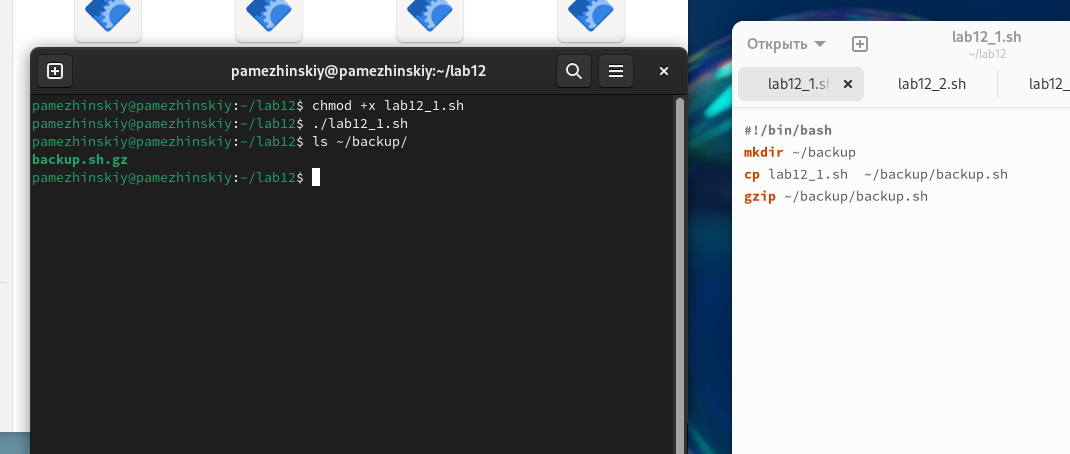 pamezhinskiy@pamezhinskiy:~/lab12
pamezhinskiy@pamezhinskiy:~/lab12$ chmod +x lab12_1.sh
pamezhinskiy@pamezhinskiy:~/lab12$ ./lab12_1.sh
pamezhinskiy@pamezhinskiy:~/lab12$ ls ~/backup/
backup.sh.gz
pamezhinskiy@pamezhinskiy:~/lab12$
Открыть
lab12_1.sh
~/lab12
lab12_1.sh
lab12_2.sh
lab12_
#!/bin/bash
mkdir ~/backup
cp lab12_1.sh  ~/backup/backup.sh
gzip ~/backup/backup.sh